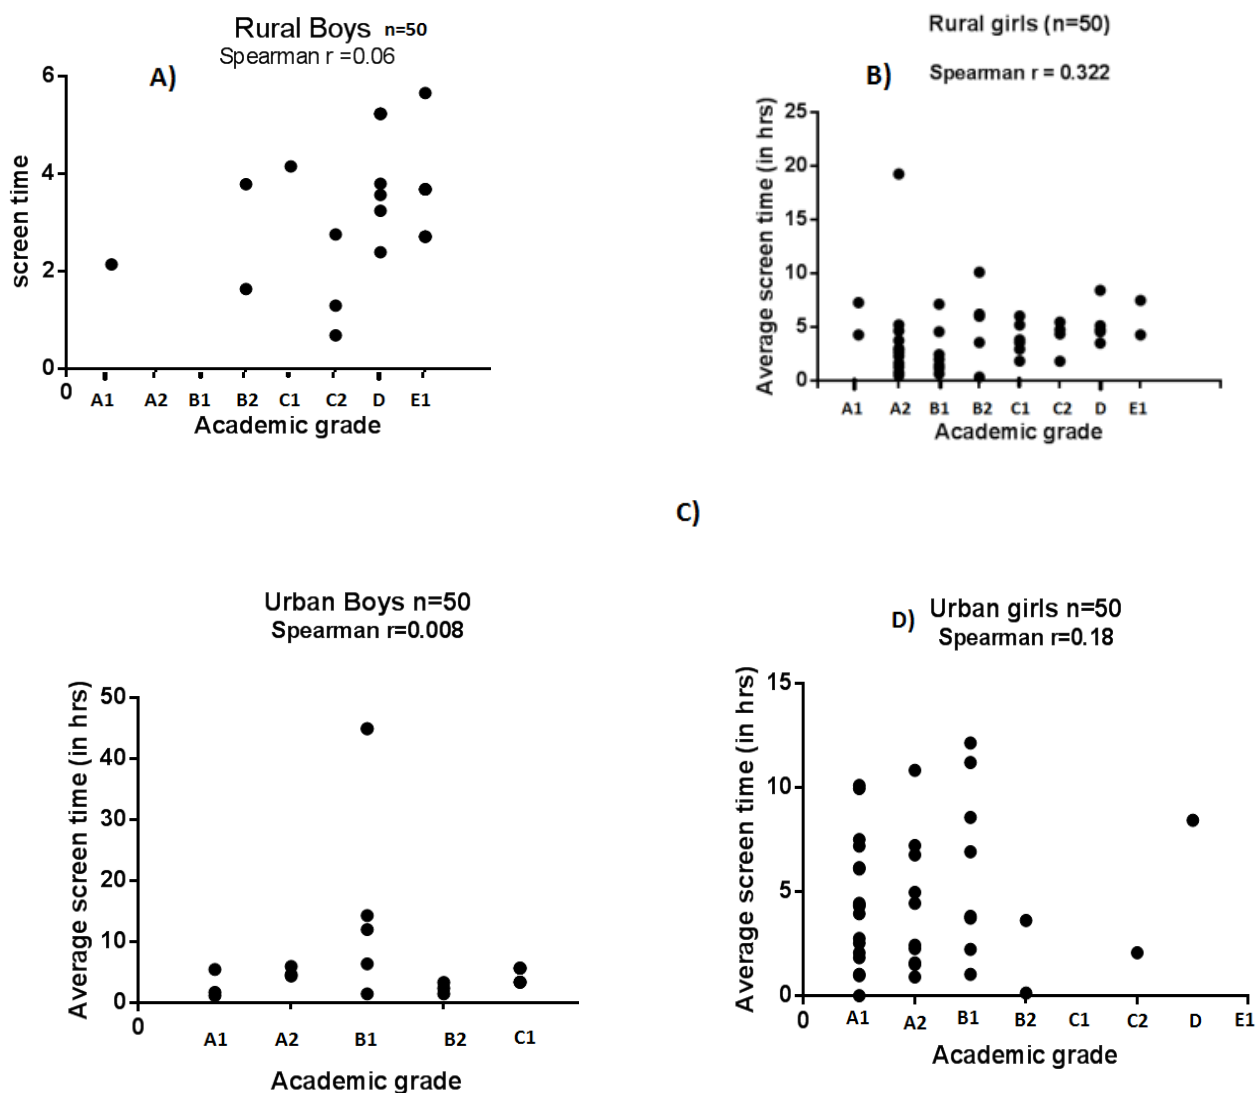 Rural Boys n=50
Spearman r =0.06
A)
6
4
2
0
screen time
0
A1 A2 B1 B2 C1 C2 D E1
Academic grade
Rural girls (n=50)
B)
Spearman r = 0.322
25
20
15
10
5
0
Average screen time (in hrs)
A1 A2 B1 B2 C1 C2 D E1
Academic grade
C)
Urban Boys n=50
Spearman r=0.008
50
40
30
20
10
0
Average screen time (in hrs)
0
A1 A2 B1 B2 C1
Academic grade
D) Urban girls n=50
Spearman r=0.18
15
10
5
0
Average screen time (in hrs)
0
A1 A2 B1 B2 C1 C2 D E1
Academic grade